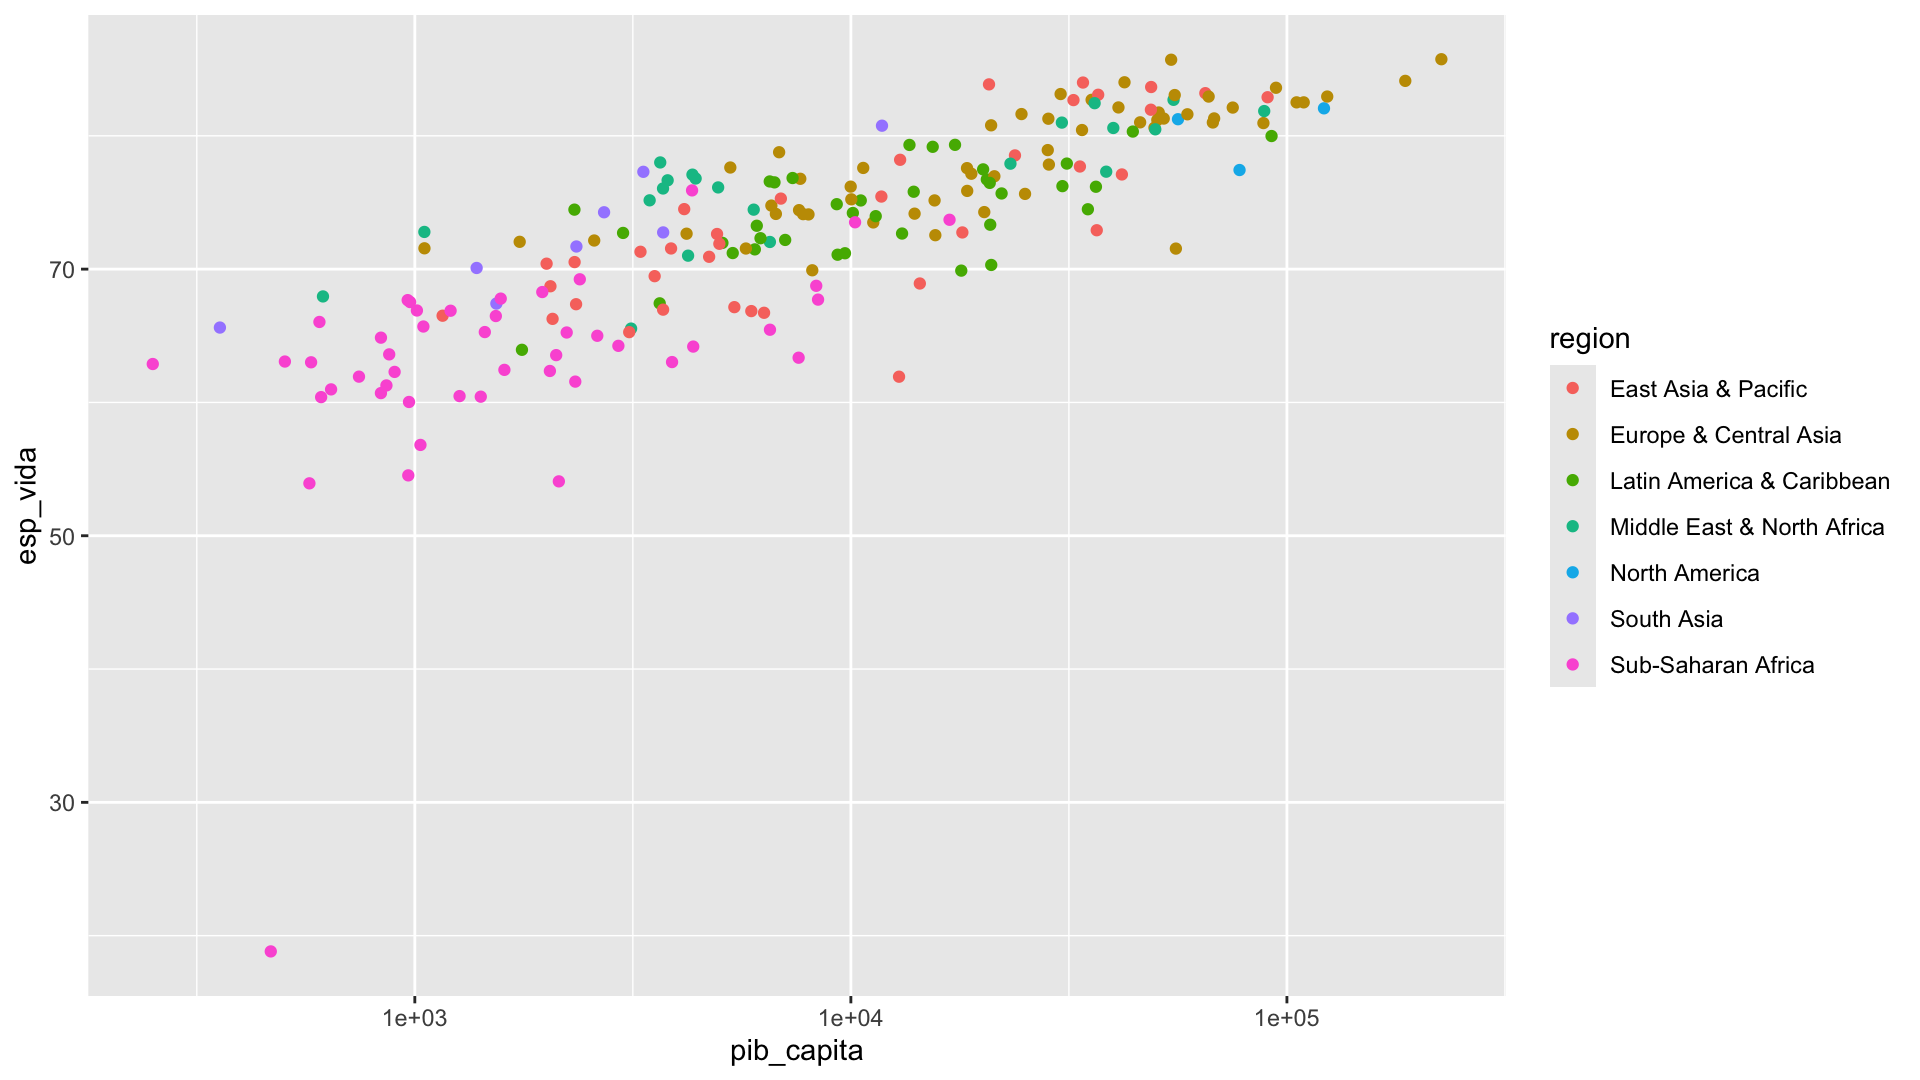 70
50
30
esp_vida
1e+03
1e+04
1e+05
pib_capita
region
East Asia & Pacific
Europe & Central Asia
Latin America & Caribbean
Middle East & North Africa
North America
South Asia
Sub-Saharan Africa